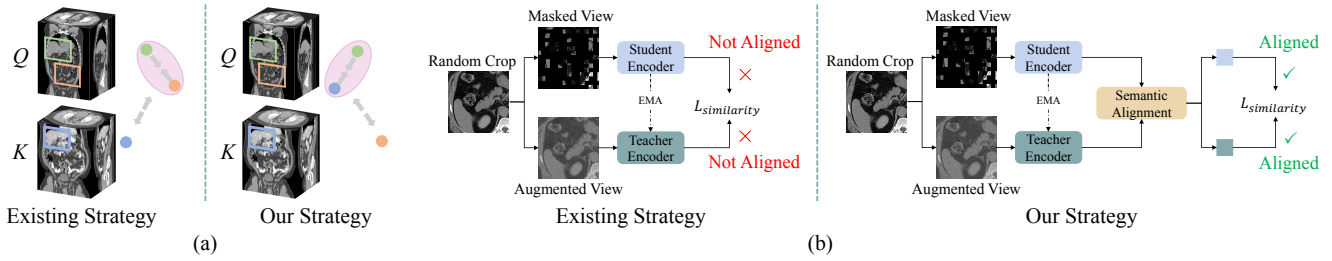 Q
K
Existing Strategy
Q
K
Our Strategy
(a)
Random Crop
Masked View
Augmented View
Student
Encoder
EMA
Teacher
Encoder
Not Aligned
×
L_similarity
×
Not Aligned
Existing Strategy
Random Crop
Masked View
Augmented View
Student
Encoder
EMA
Teacher
Encoder
Semantic
Alignment
Aligned
✓
L_similarity
✓
Aligned
Our Strategy
(b)